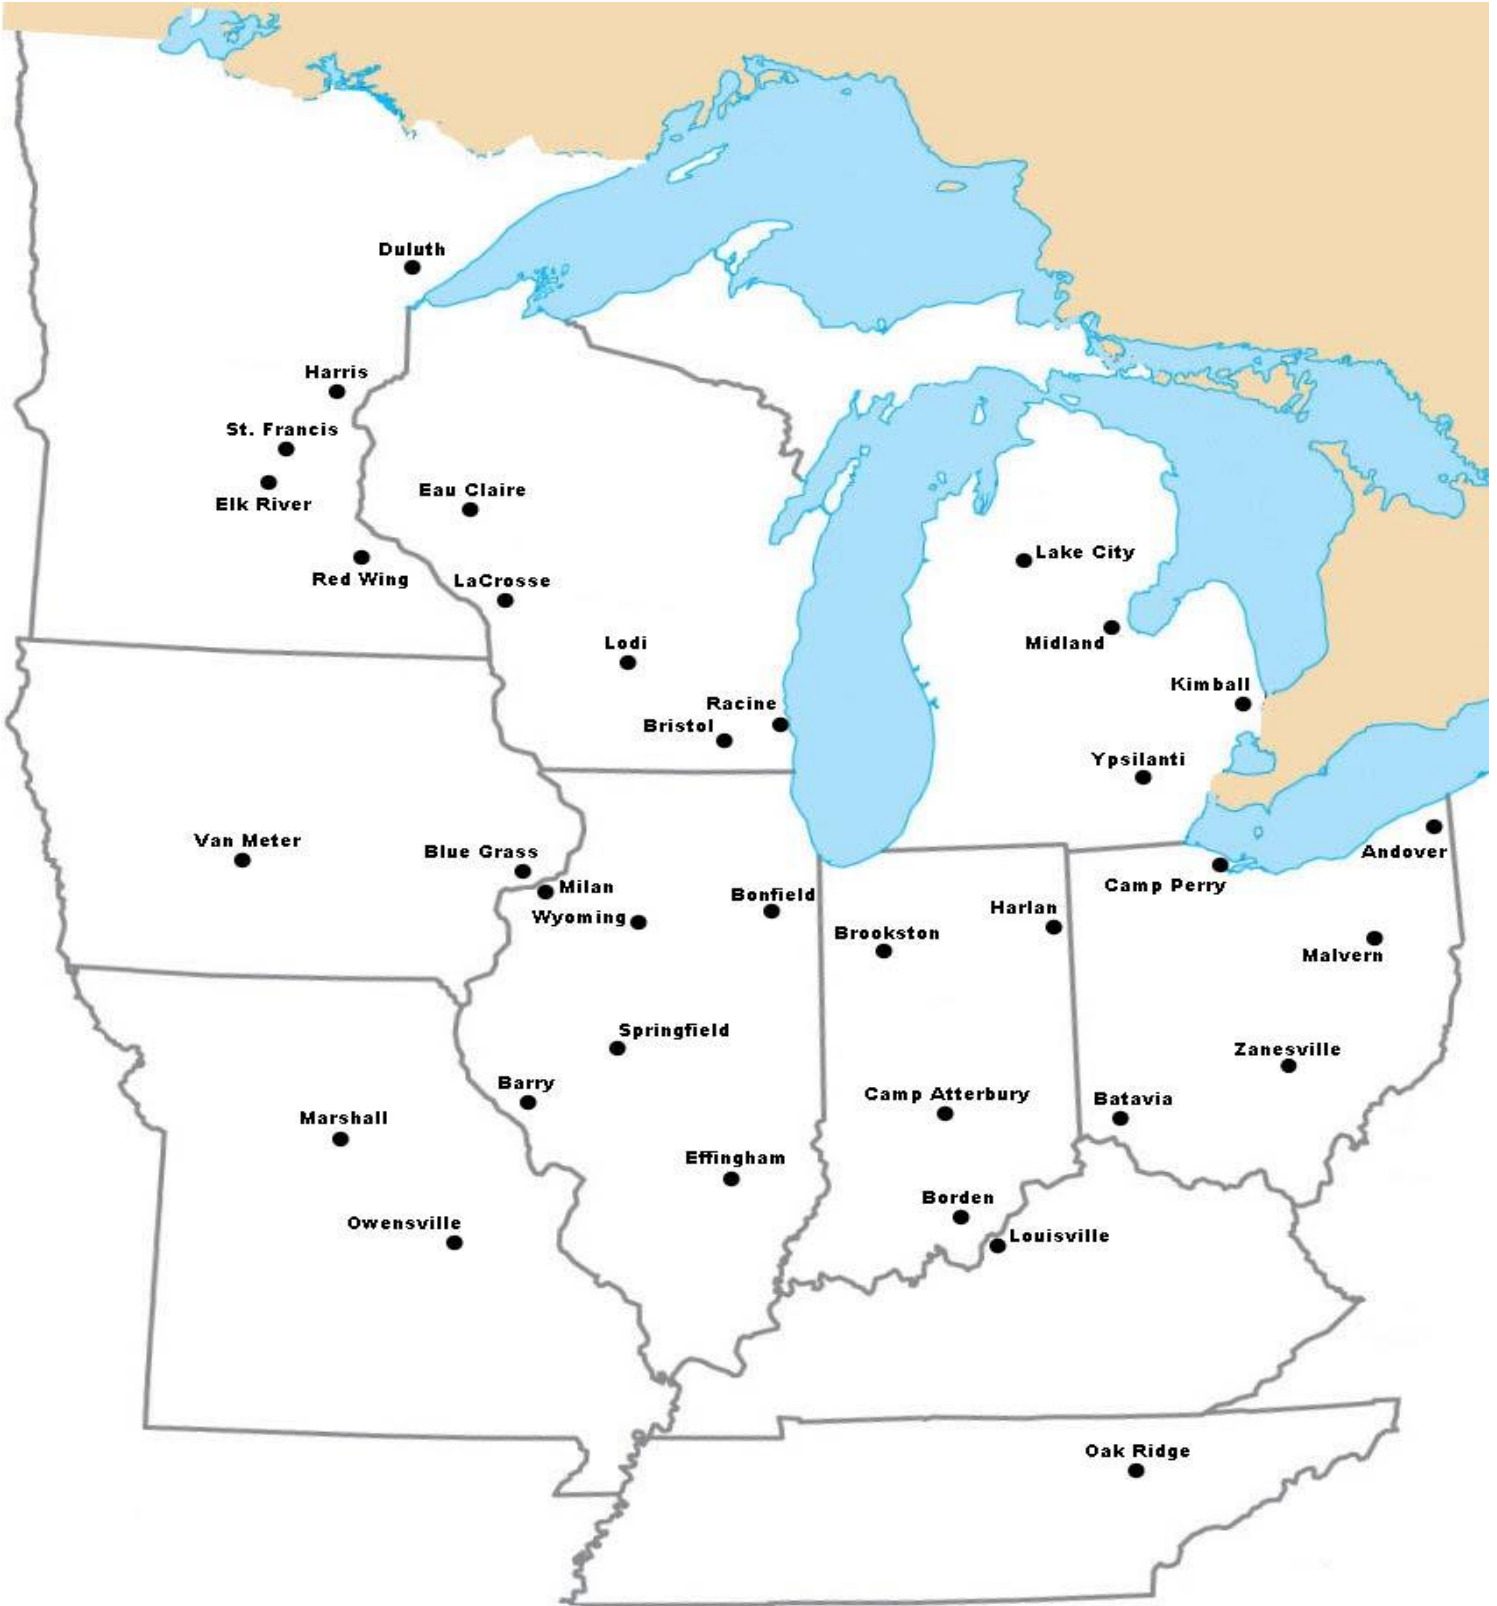 Duluth
Harris
St. Francis
Elk River
Eau Claire
Red Wing
LaCrosse
Lake City
Midland
Lodi
Kimball
Racine
Bristol
Ypsilanti
Van Meter
Blue Grass
Andover
Milan
Camp Perry
Bonfield
Wyoming
Harlan
Brookston
Malvern
Springfield
Zanesville
Barry
Camp Atterbury
Batavia
Marshall
Effingham
Borden
Owensville
Louisville
Oak Ridge